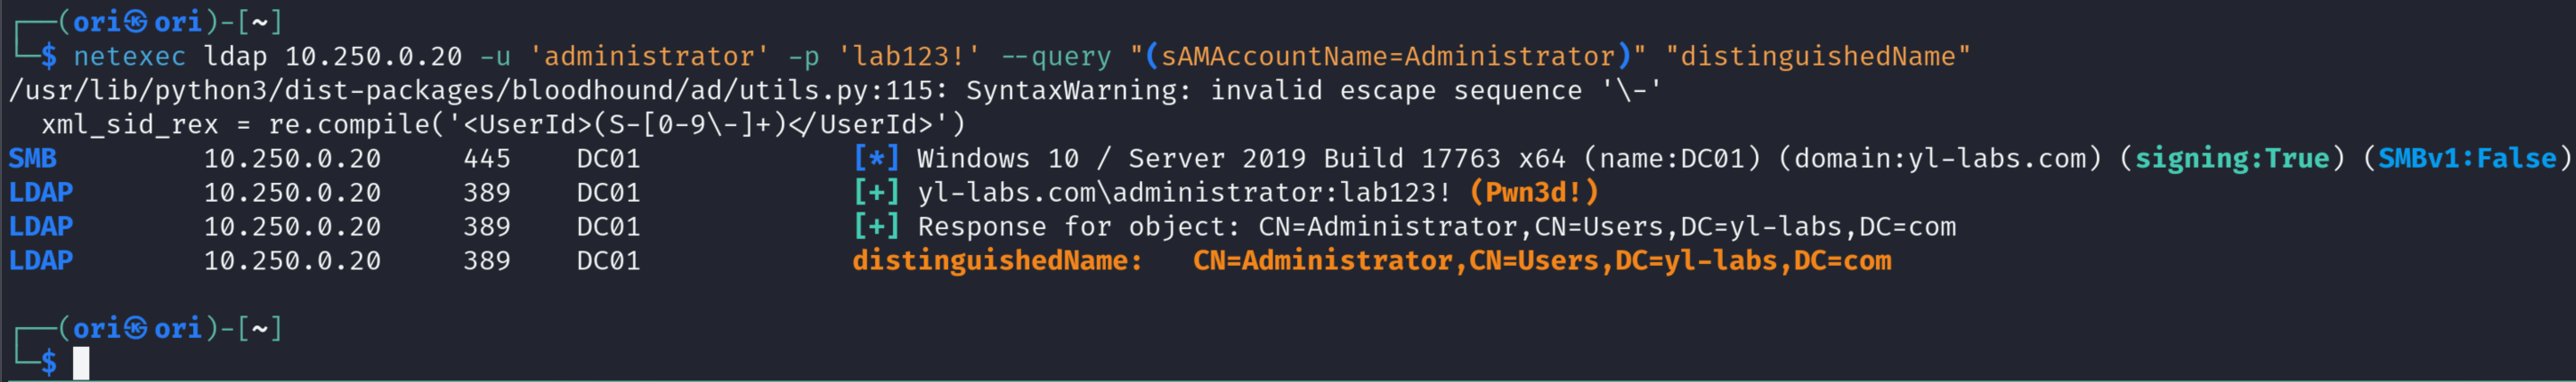 ┌──(ori㉿ori)-[~]
└─$ netexec ldap 10.250.0.20 -u 'administrator' -p 'lab123!' --query "(sAMAccountName=Administrator)" "distinguishedName"
/usr/lib/python3/dist-packages/bloodhound/ad/utils.py:115: SyntaxWarning: invalid escape sequence '\-'
  xml_sid_rex = re.compile('<UserId>(S-[0-9\-]+)</UserId>')
SMB         10.250.0.20     445    DC01             [*] Windows 10 / Server 2019 Build 17763 x64 (name:DC01) (domain:yl-labs.com) (signing:True) (SMBv1:False)
LDAP        10.250.0.20     389    DC01             [+] yl-labs.com\administrator:lab123! (Pwn3d!)
LDAP        10.250.0.20     389    DC01             [+] Response for object: CN=Administrator,CN=Users,DC=yl-labs,DC=com
LDAP        10.250.0.20     389    DC01             distinguishedName:   CN=Administrator,CN=Users,DC=yl-labs,DC=com
┌──(ori㉿ori)-[~]
└─$